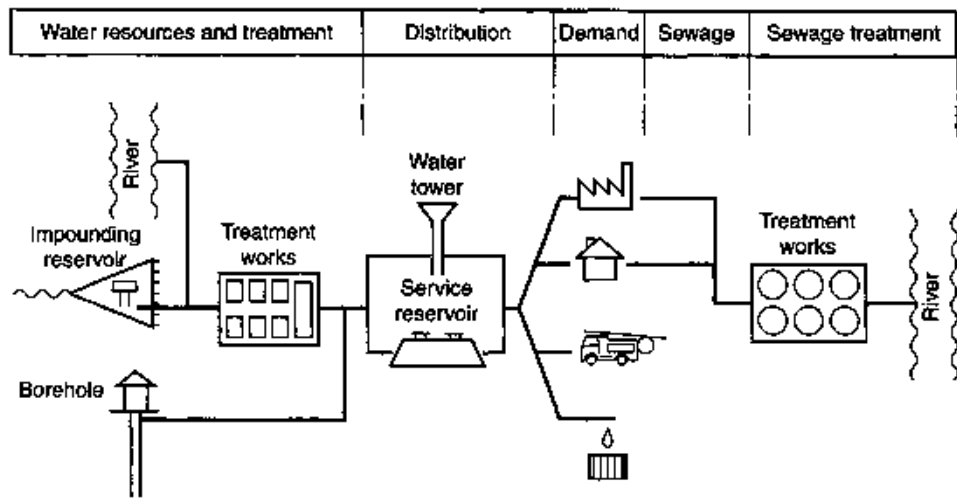 Water resources and treatment
Distribution
Demand
Sewage
Sewage treatment
River
Water
tower
Impounding
reservoir
Treatment
works
Service
reservoir
Treatment
works
River
Borehole